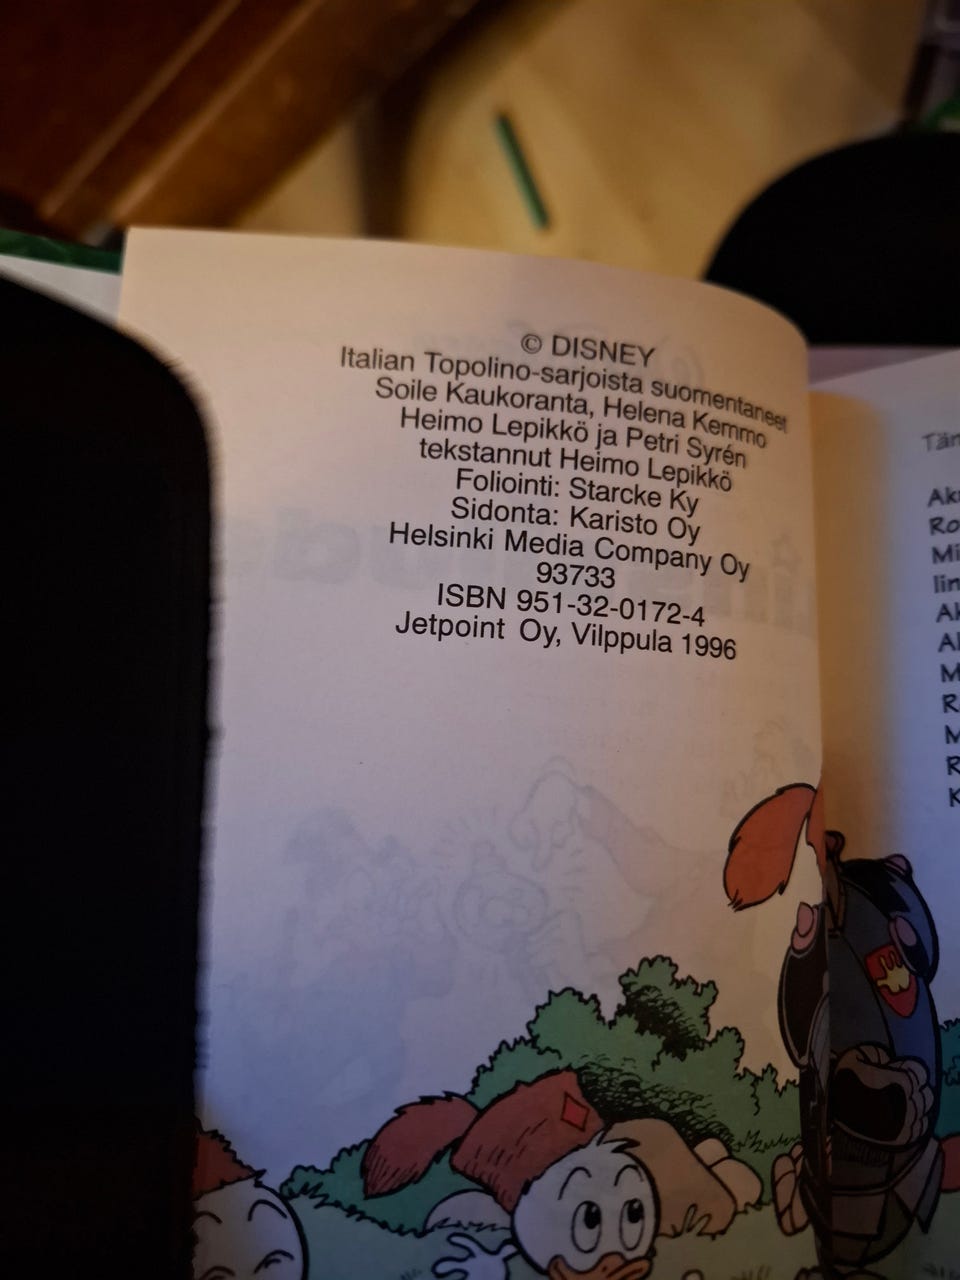 © DISNEY
Italian Topolino-sarjoista suomentaneet
Soile Kaukoranta, Helena Kemmo
Heimo Lepikkö ja Petri Syrén
tekstannut Heimo Lepikkö
Foliointi: Starcke Ky
Sidonta: Karisto Oy
Helsinki Media Company Oy
93733
ISBN 951-32-0172-4
Jetpoint Oy, Vilppula 1996